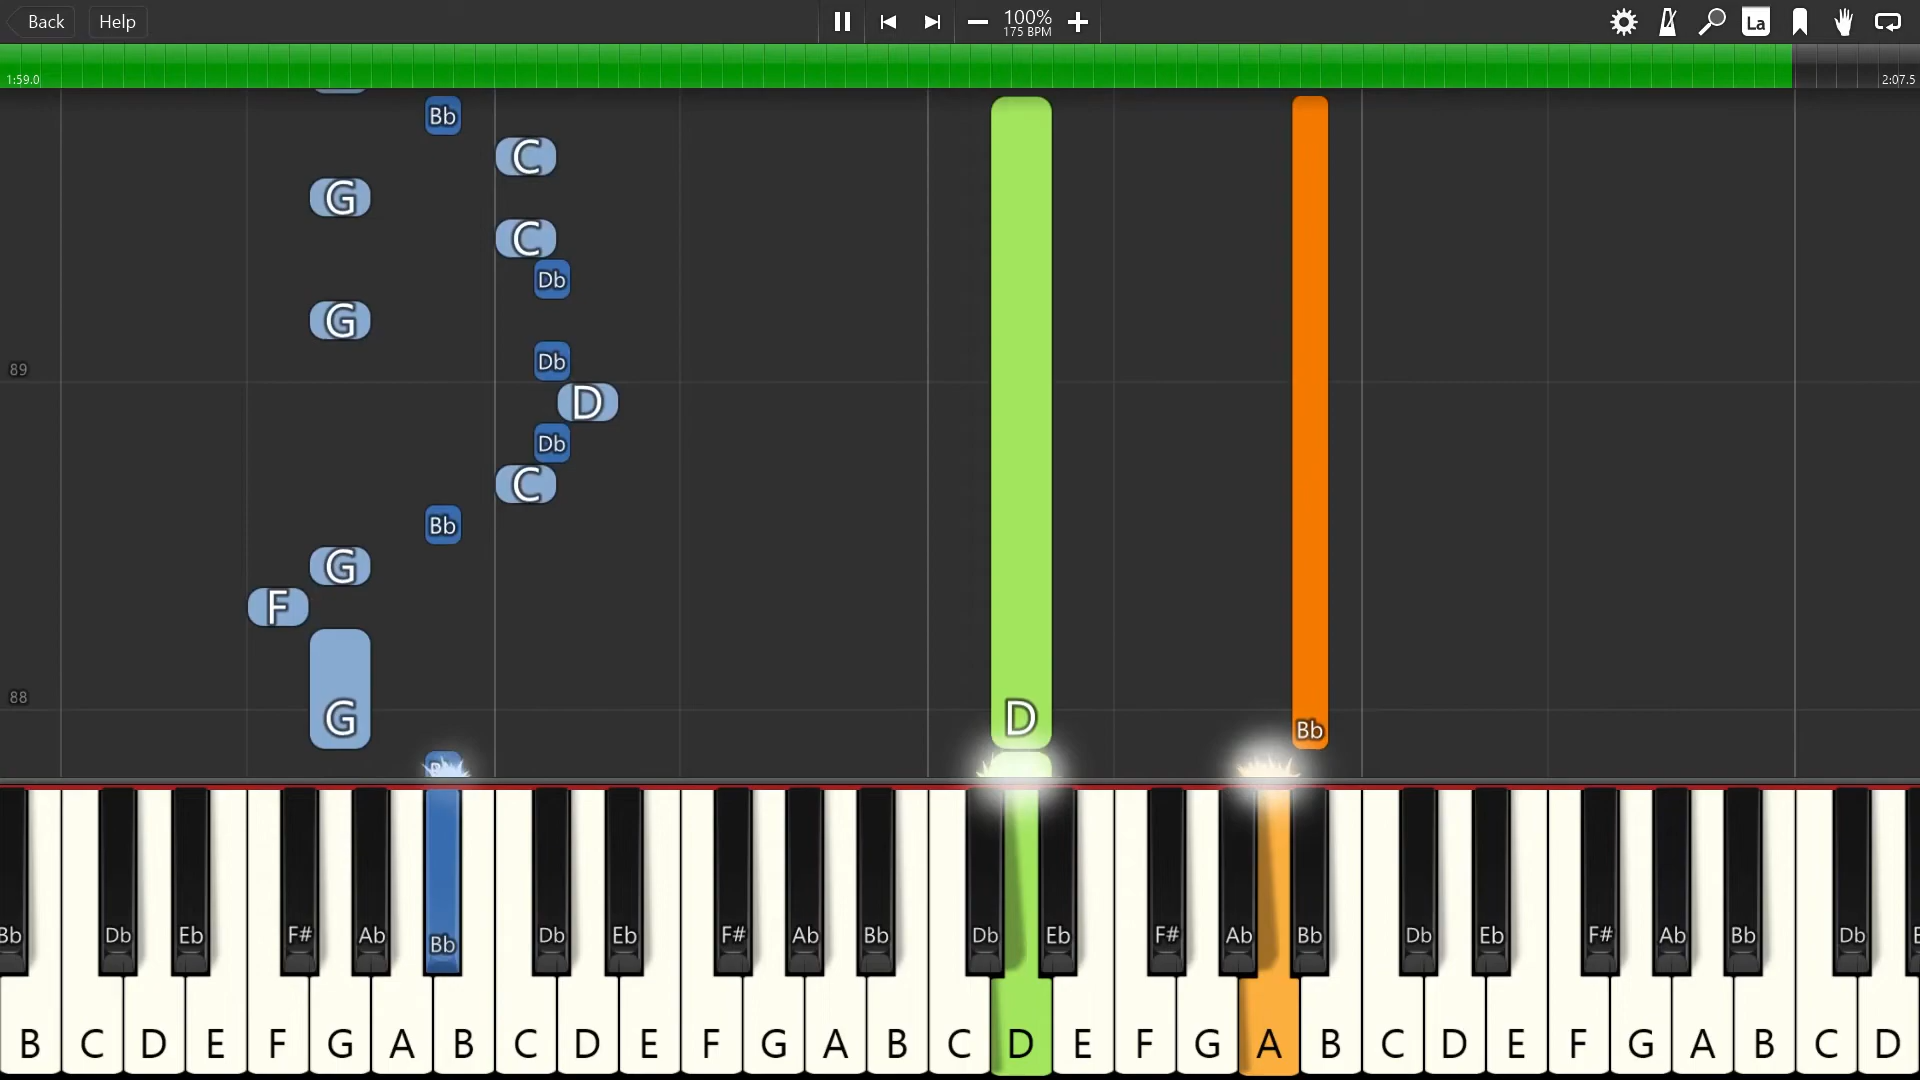 Back Help 100% La
175 BPM
1:59.0 2:07.5
Bb
C
G
C
Db
G
Db
89
D
Db
C
Bb
G
F
88
G D Bb
Bb Db Eb F# Ab Bb Db Eb F# Ab Bb Db Eb F# Ab Bb Db Eb F# Ab Bb Db
B C D E F G A B C D E F G A B C D E F G A B C D E F G A B C D